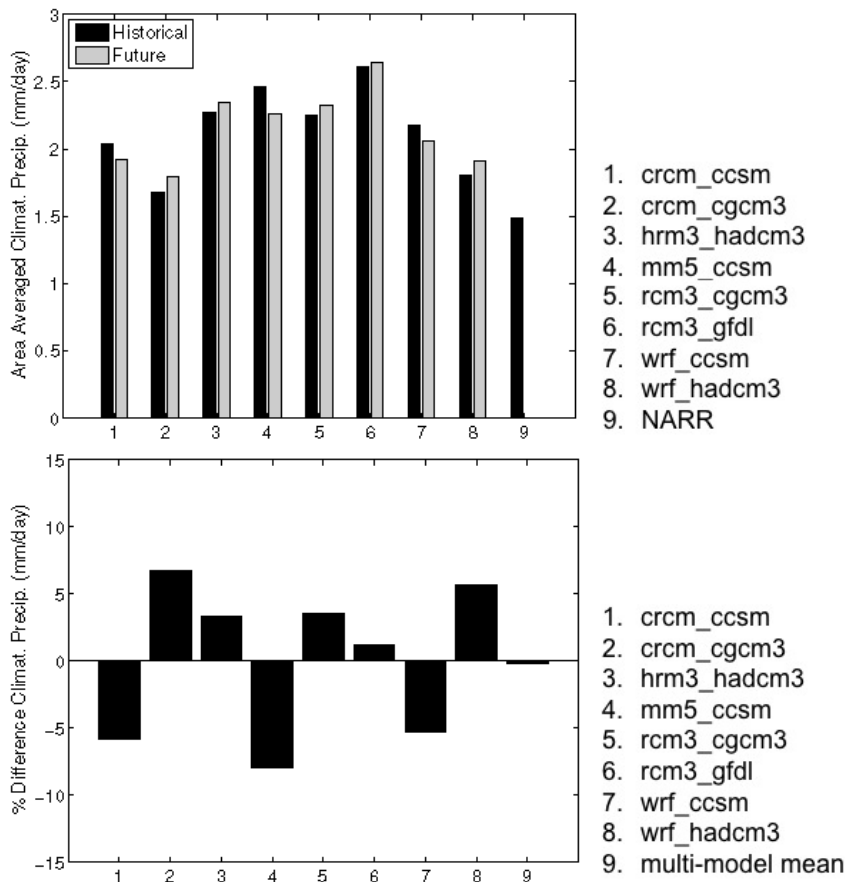 Historical
Future
Area Averaged Climat. Precip. (mm/day)
3
2.5
2
1.5
1
0.5
0
1 2 3 4 5 6 7 8 9
1. crcm_ccsm
2. crcm_cgcm3
3. hrm3_hadcm3
4. mm5_ccsm
5. rcm3_cgcm3
6. rcm3_gfdl
7. wrf_ccsm
8. wrf_hadcm3
9. NARR
% Difference Climat. Precip. (mm/day)
15
10
5
0
−5
−10
−15
1 2 3 4 5 6 7 8 9
1. crcm_ccsm
2. crcm_cgcm3
3. hrm3_hadcm3
4. mm5_ccsm
5. rcm3_cgcm3
6. rcm3_gfdl
7. wrf_ccsm
8. wrf_hadcm3
9. multi-model mean